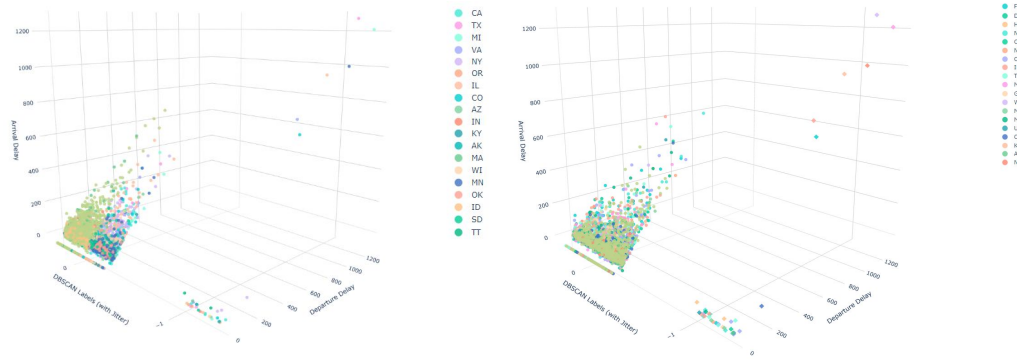 1200
1000
800
600
400
200
0
Arrival Delay
0
−1
DBSCAN Labels (with Jitter)
0
200
400
600
800
1000
1200
Departure Delay
CA
TX
MI
VA
NY
OR
IL
CO
AZ
IN
KY
AK
MA
WI
MN
OK
ID
SD
TT
1200
1000
800
600
400
200
0
Arrival Delay
0
−1
DBSCAN Labels (with Jitter)
0
200
400
600
800
1000
1200
Departure Delay